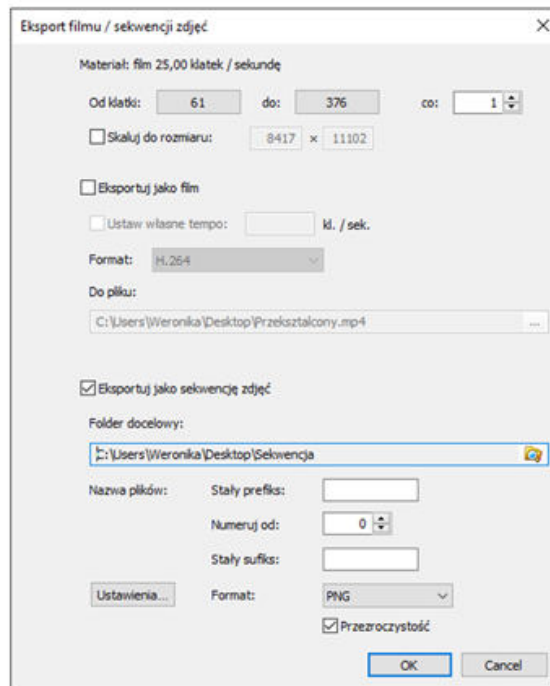 Eksport filmu / sekwencji zdjęć
Materiał: film 25,00 klatek / sekundę
Od klatki: 61 do: 376 co: 1
Skaluj do rozmiaru: 8417 × 11102
Eksportuj jako film
Ustaw własne tempo: kl. / sek.
Format: H.264
Do pliku:
C:\Users\Weronika\Desktop\Przekształcony.mp4 ...
Eksportuj jako sekwencję zdjęć
Folder docelowy:
C:\Users\Weronika\Desktop\Sekwencja
Nazwa plików: Stały prefiks:
Numeruj od: 0
Stały sufiks:
Ustawienia... Format: PNG
Przezroczystość
OK Cancel